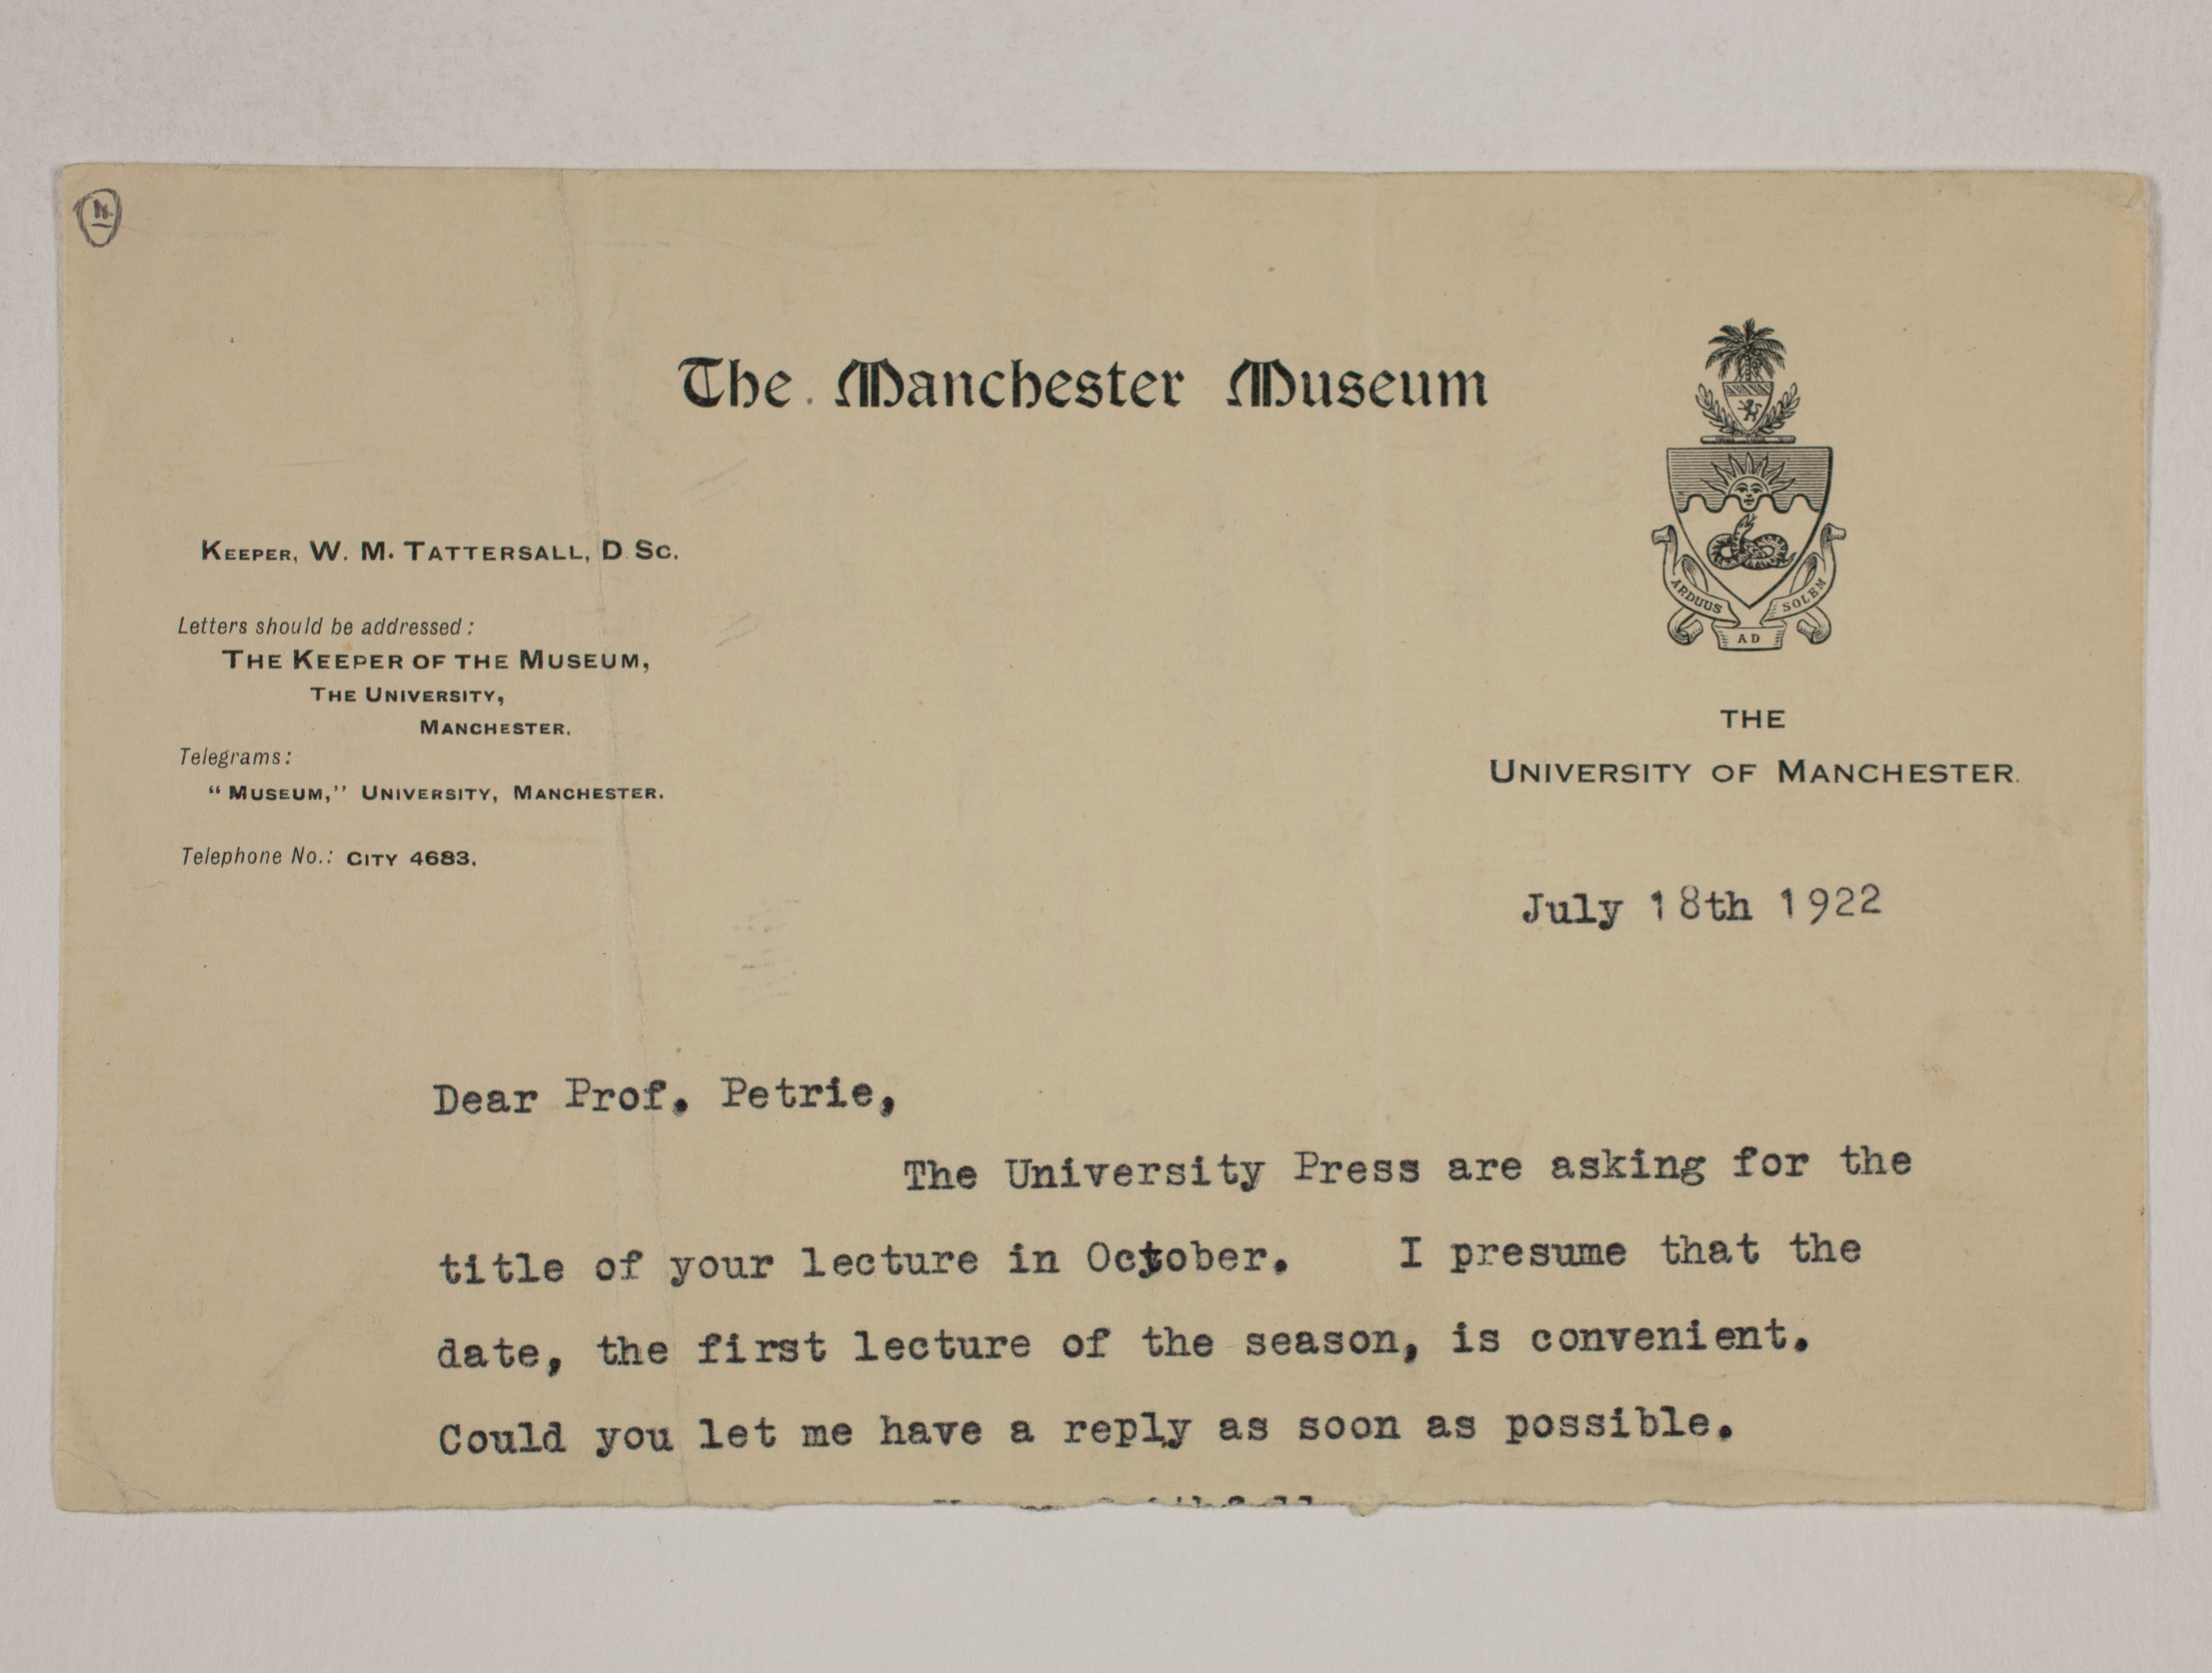 The Manchester Museum
KEEPER, W. M. TATTERSALL, D.Sc.
Letters should be addressed:
THE KEEPER OF THE MUSEUM,
THE UNIVERSITY,
MANCHESTER.
Telegrams:
"MUSEUM," UNIVERSITY, MANCHESTER.
Telephone No.: CITY 4683.
ARDUUS AD SOLEM
THE
UNIVERSITY OF MANCHESTER.
July 18th 1922
Dear Prof. Petrie,
The University Press are asking for the
title of your lecture in October. I presume that the
date, the first lecture of the season, is convenient.
Could you let me have a reply as soon as possible.